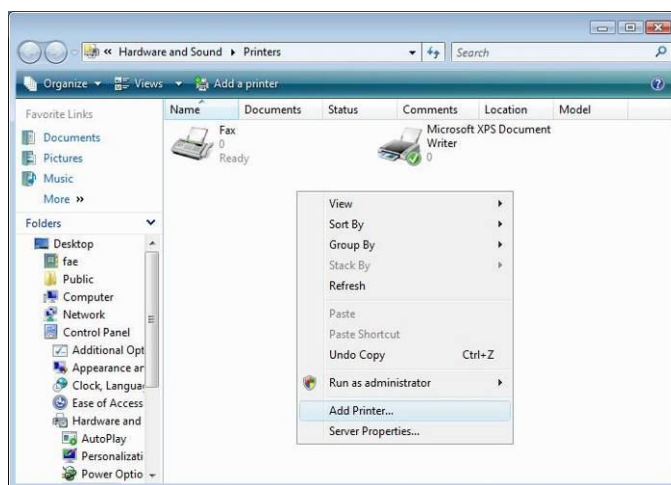 « Hardware and Sound Printers
Search
Organize Views Add a printer
Favorite Links
Documents
Pictures
Music
More »
Folders
Desktop
fae
Public
Computer
Network
Control Panel
Additional Opt
Appearance ar
Clock, Languag
Ease of Access
Hardware and
AutoPlay
Personalizati
Power Optio
Name Documents Status Comments Location Model
Fax
0
Ready
Microsoft XPS Document
Writer
0
View
Sort By
Group By
Stack By
Refresh
Paste
Paste Shortcut
Undo Copy Ctrl+Z
Run as administrator
Add Printer...
Server Properties...